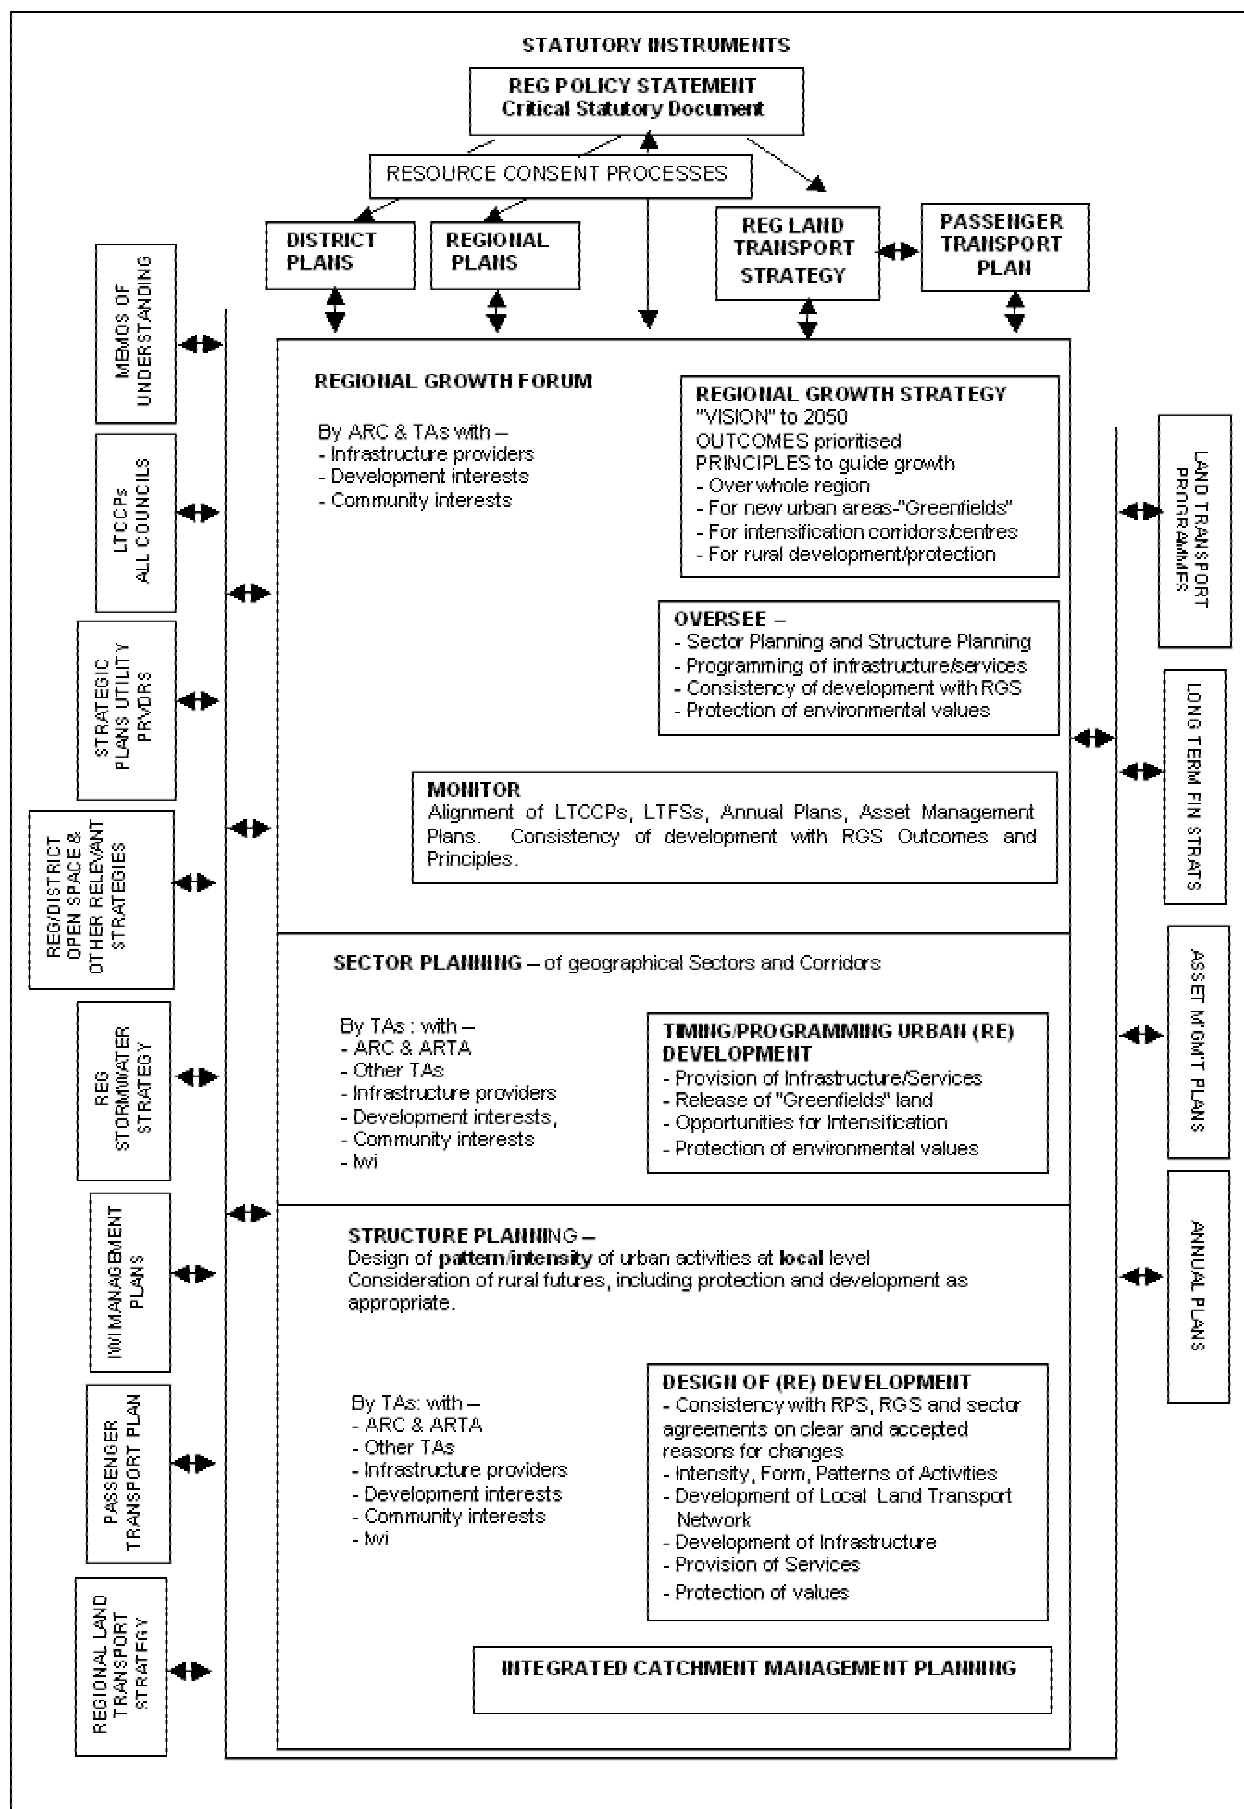 STATUTORY INSTRUMENTS
REG POLICY STATEMENT
Critical Statutory Document
RESOURCE CONSENT PROCESSES
DISTRICT
PLANS
REGIONAL
PLANS
REG LAND
TRANSPORT
STRATEGY
PASSENGER
TRANSPORT
PLAN
MEMOS OF
UNDERSTANDING
LTCCPs
ALL COUNCILS
STRATEGIC
PLANS UTILITY
PRVDRS
REG/DISTRICT
OPEN SPACE &
OTHER RELEVANT
STRATEGIES
REG
STORMWATER
STRATEGY
IWI MANAGEMENT
PLANS
PASSENGER
TRANSPORT PLAN
REGIONAL LAND
TRANSPORT
STRATEGY
REGIONAL GROWTH FORUM
By ARC & TAs with –
- Infrastructure providers
- Development interests
- Community interests
REGIONAL GROWTH STRATEGY
"VISION" to 2050
OUTCOMES prioritised
PRINCIPLES to guide growth
- Over whole region
- For new urban areas-"Greenfields"
- For intensification corridors/centres
- For rural development/protection
OVERSEE –
- Sector Planning and Structure Planning
- Programming of infrastructure/services
- Consistency of development with RGS
- Protection of environmental values
MONITOR
Alignment of LTCCPs, LTFSs, Annual Plans, Asset Management
Plans. Consistency of development with RGS Outcomes and
Principles.
SECTOR PLANNING – of geographical Sectors and Corridors
By TAs : with –
- ARC & ARTA
- Other TAs
- Infrastructure providers
- Development interests,
- Community interests
- Iwi
TIMING/PROGRAMMING URBAN (RE)
DEVELOPMENT
- Provision of Infrastructure/Services
- Release of "Greenfields" land
- Opportunities for Intensification
- Protection of environmental values
STRUCTURE PLANNING –
Design of pattern/intensity of urban activities at local level
Consideration of rural futures, including protection and development as
appropriate.
By TAs: with –
- ARC & ARTA
- Other TAs
- Infrastructure providers
- Development interests
- Community interests
- Iwi
DESIGN OF (RE) DEVELOPMENT
- Consistency with RPS, RGS and sector
agreements on clear and accepted
reasons for changes
- Intensity, Form, Patterns of Activities
- Development of Local Land Transport
Network
- Development of Infrastructure
- Provision of Services
- Protection of values
INTEGRATED CATCHMENT MANAGEMENT PLANNING
LAND TRANSPORT
PROGRAMMES
LONG TERM FIN STRATS
ASSET M'GM'T PLANS
ANNUAL PLANS